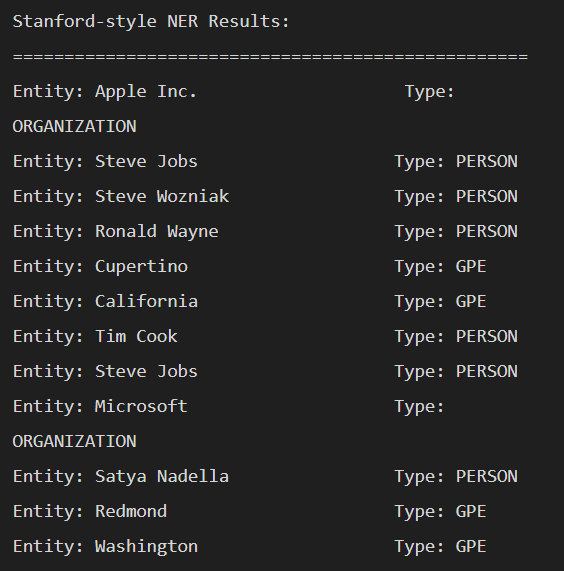 Stanford-style NER Results:
==================================================
Entity: Apple Inc.                    Type:
ORGANIZATION
Entity: Steve Jobs                   Type: PERSON
Entity: Steve Wozniak                Type: PERSON
Entity: Ronald Wayne                 Type: PERSON
Entity: Cupertino                    Type: GPE
Entity: California                   Type: GPE
Entity: Tim Cook                     Type: PERSON
Entity: Steve Jobs                   Type: PERSON
Entity: Microsoft                    Type:
ORGANIZATION
Entity: Satya Nadella                Type: PERSON
Entity: Redmond                      Type: GPE
Entity: Washington                   Type: GPE